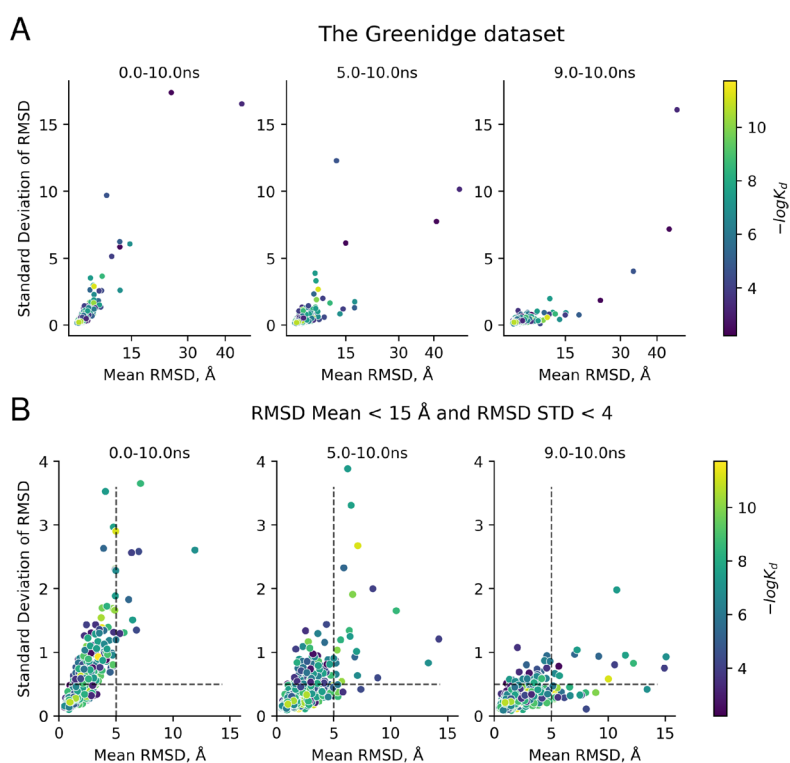 A
The Greenidge dataset
0.0-10.0ns
5.0-10.0ns
9.0-10.0ns
Standard Deviation of RMSD
15
10
5
0
15 30 40
Mean RMSD, Å
15
10
5
0
15 30 40
Mean RMSD, Å
15
10
5
0
15 30 40
Mean RMSD, Å
10
8
6
4
−logK_d
B
RMSD Mean < 15 Å and RMSD STD < 4
0.0-10.0ns
5.0-10.0ns
9.0-10.0ns
Standard Deviation of RMSD
4
3
2
1
0
0 5 10 15
Mean RMSD, Å
4
3
2
1
0
0 5 10 15
Mean RMSD, Å
4
3
2
1
0
0 5 10 15
Mean RMSD, Å
10
8
6
4
−logK_d